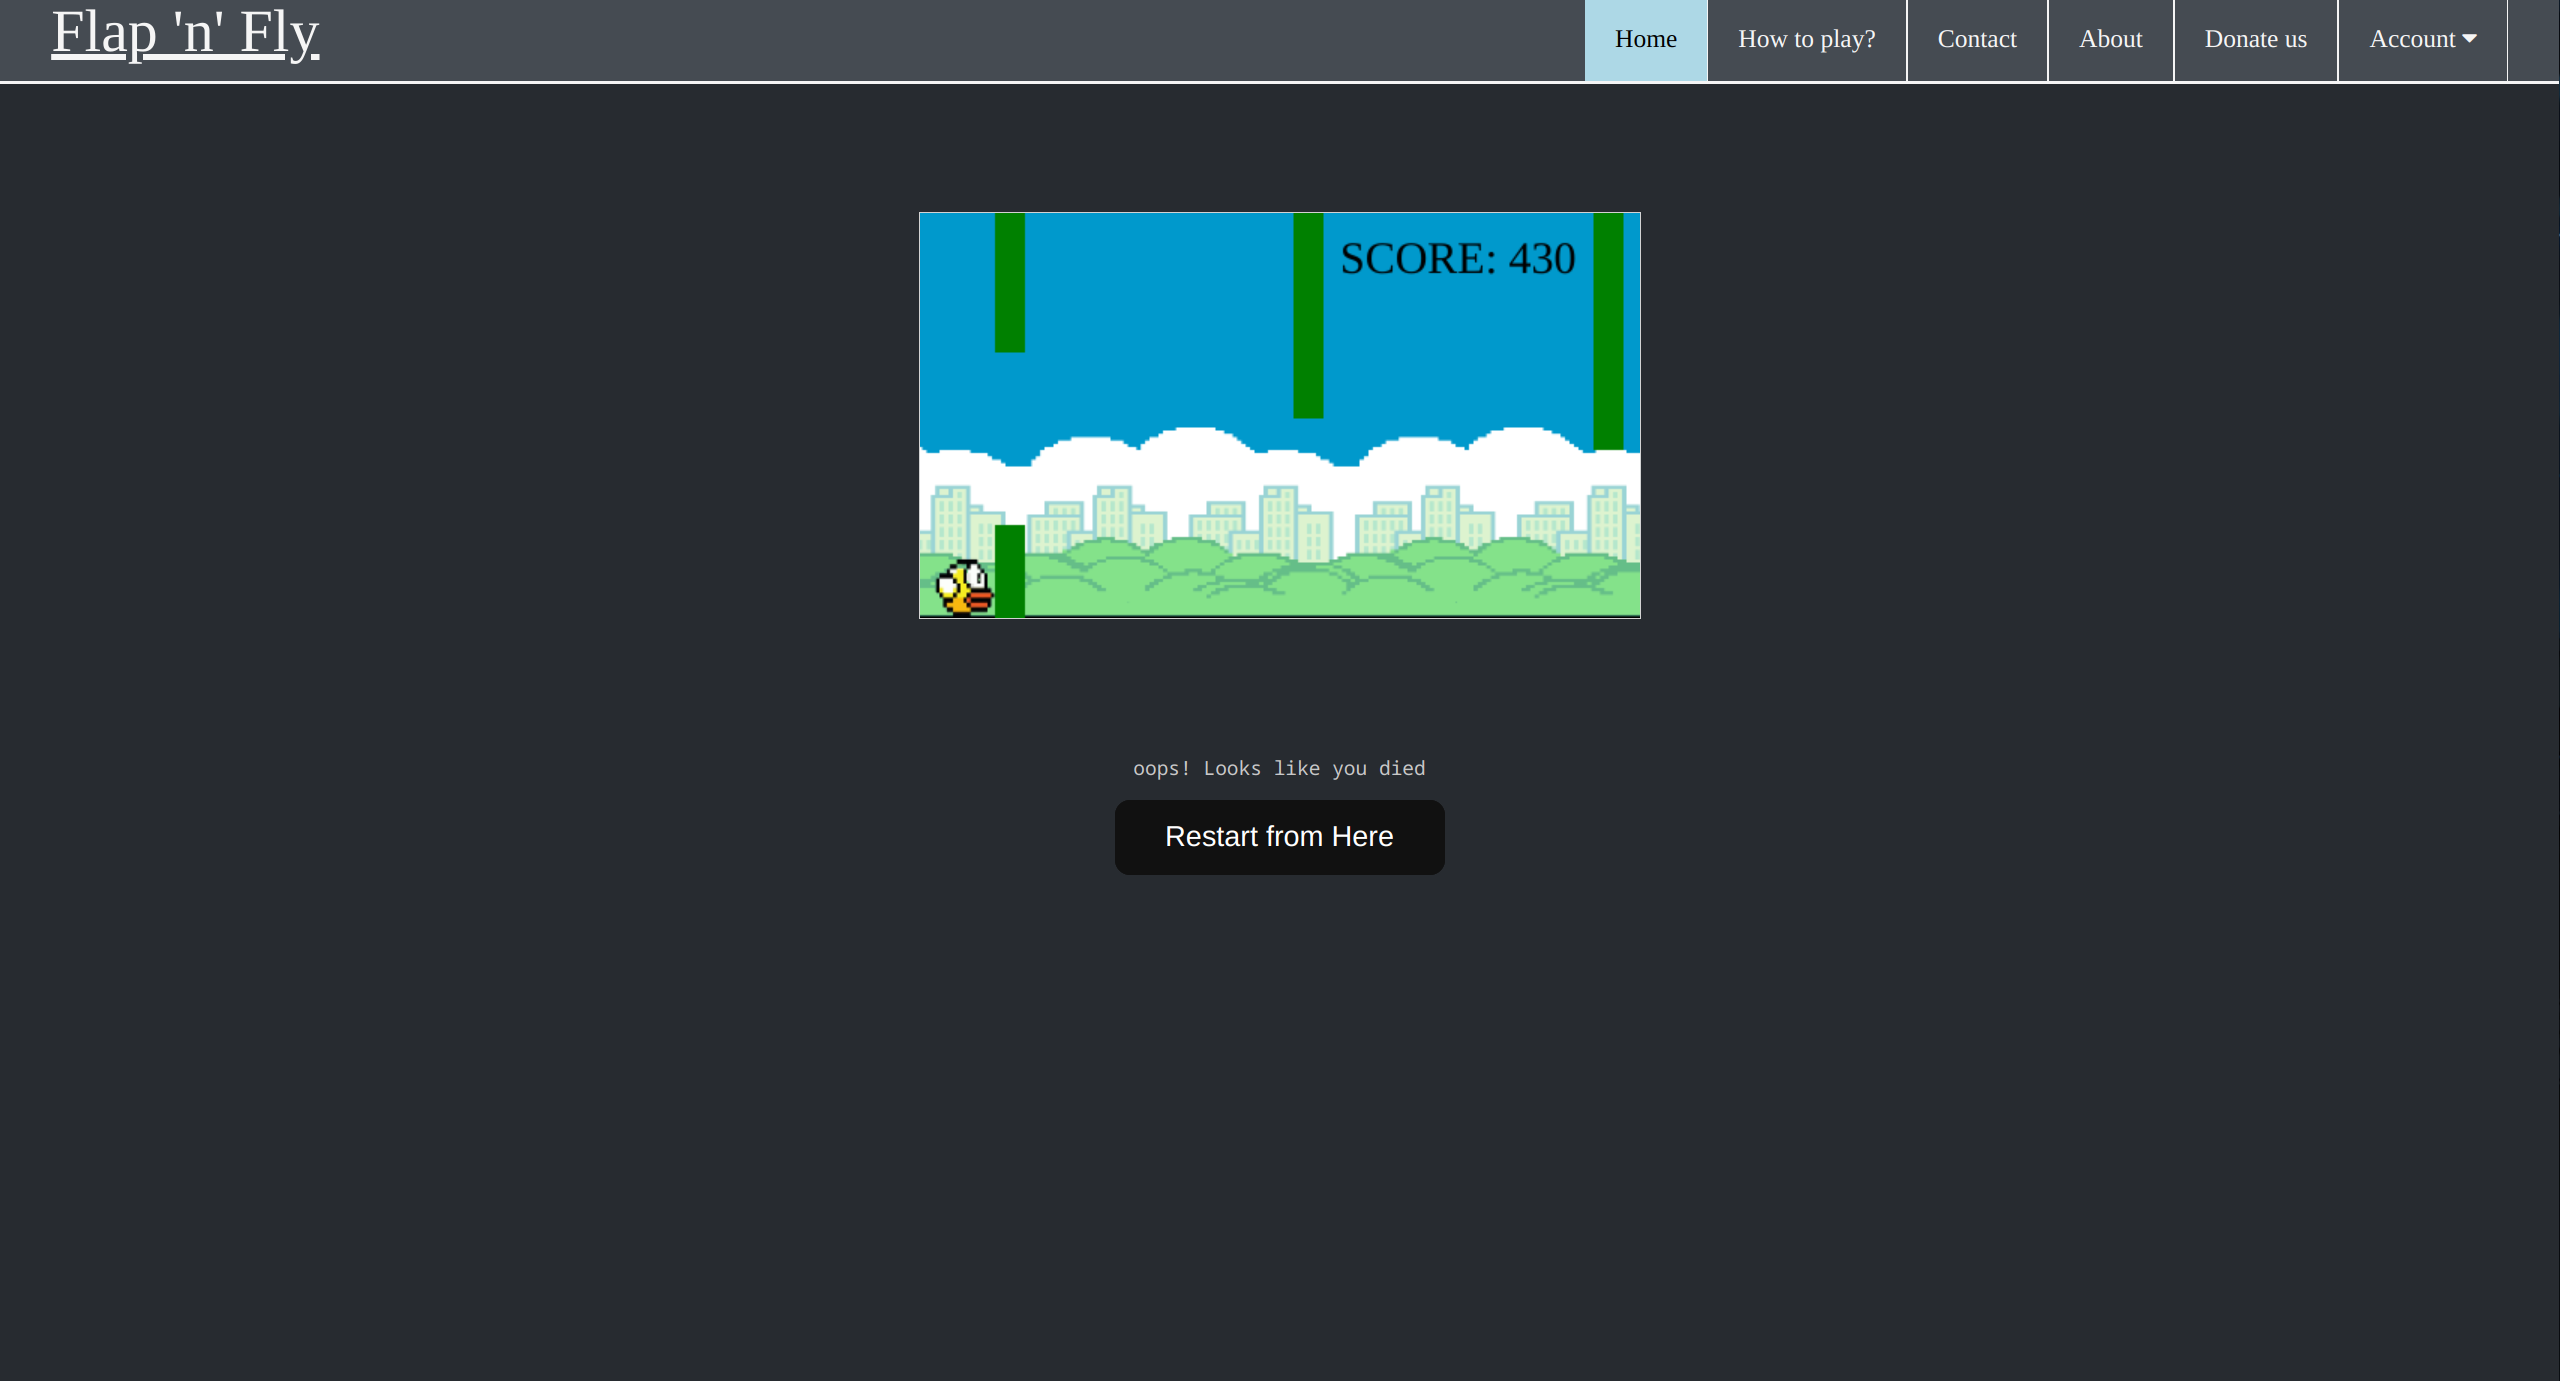 Flap 'n' Fly
Home How to play? Contact About Donate us Account
SCORE: 430
oops! Looks like you died
Restart from Here